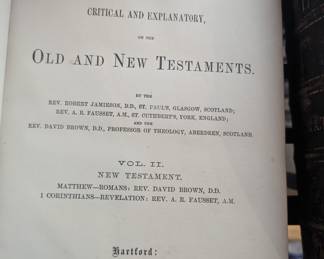 CRITICAL AND EXPLANATORY,
ON THE
OLD AND NEW TESTAMENTS.
BY THE
REV. ROBERT JAMIESON, D.D., ST. PAUL'S, GLASGOW, SCOTLAND;
REV. A. R. FAUSSET, A.M., ST. CUTHBERT'S, YORK, ENGLAND;
AND THE
REV. DAVID BROWN, D.D., PROFESSOR OF THEOLOGY, ABERDEEN, SCOTLAND.
VOL. II.
NEW TESTAMENT.
MATTHEW—ROMANS: REV. DAVID BROWN, D.D.
1 CORINTHIANS—REVELATION: REV. A. R. FAUSSET, A.M.
Hartford: